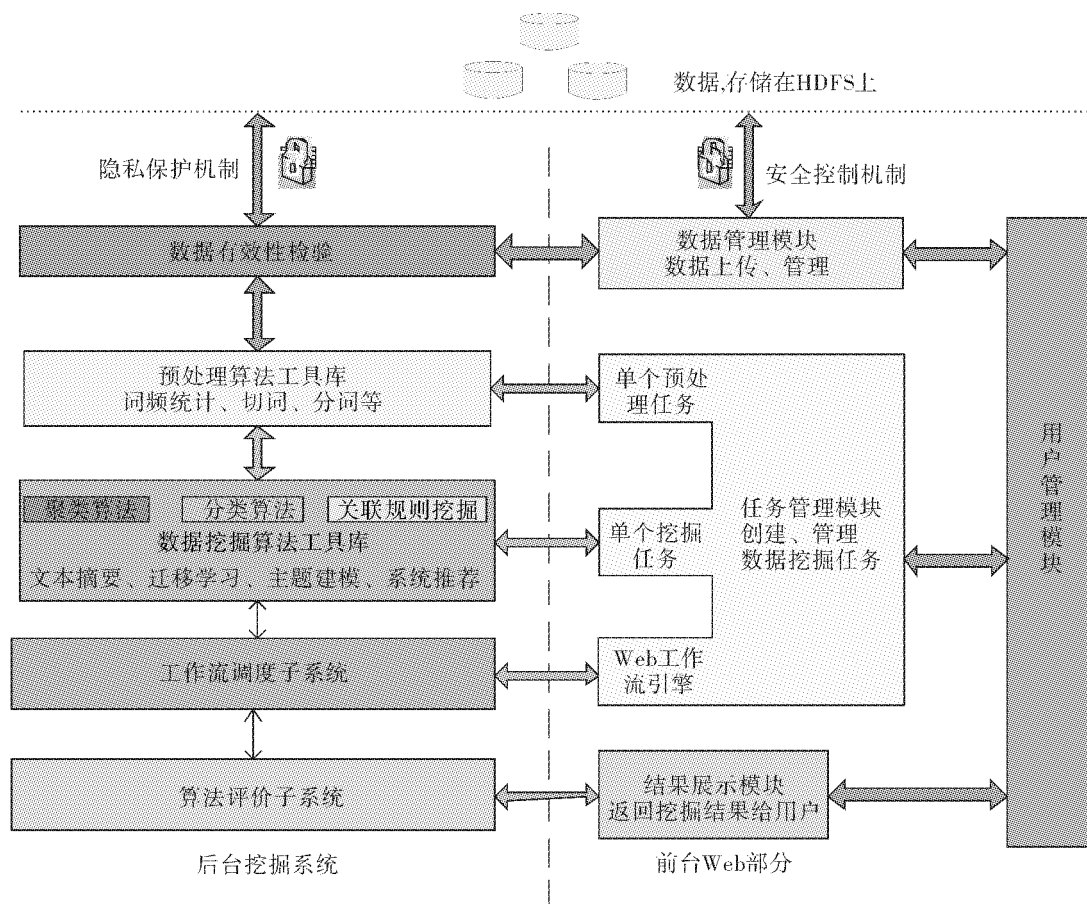 数据,存储在HDFS上
隐私保护机制
安全控制机制
数据有效性检验
数据管理模块
数据上传、管理
预处理算法工具库
词频统计、切词、分词等
单个预处
理任务
聚类算法
分类算法
关联规则挖掘
数据挖掘算法工具库
文本摘要、迁移学习、主题建模、系统推荐
单个挖掘
任务
任务管理模块
创建、管理
数据挖掘任务
工作流调度子系统
Web工作
流引擎
算法评价子系统
结果展示模块
返回挖掘结果给用户
用户管理模块
后台挖掘系统
前台Web部分